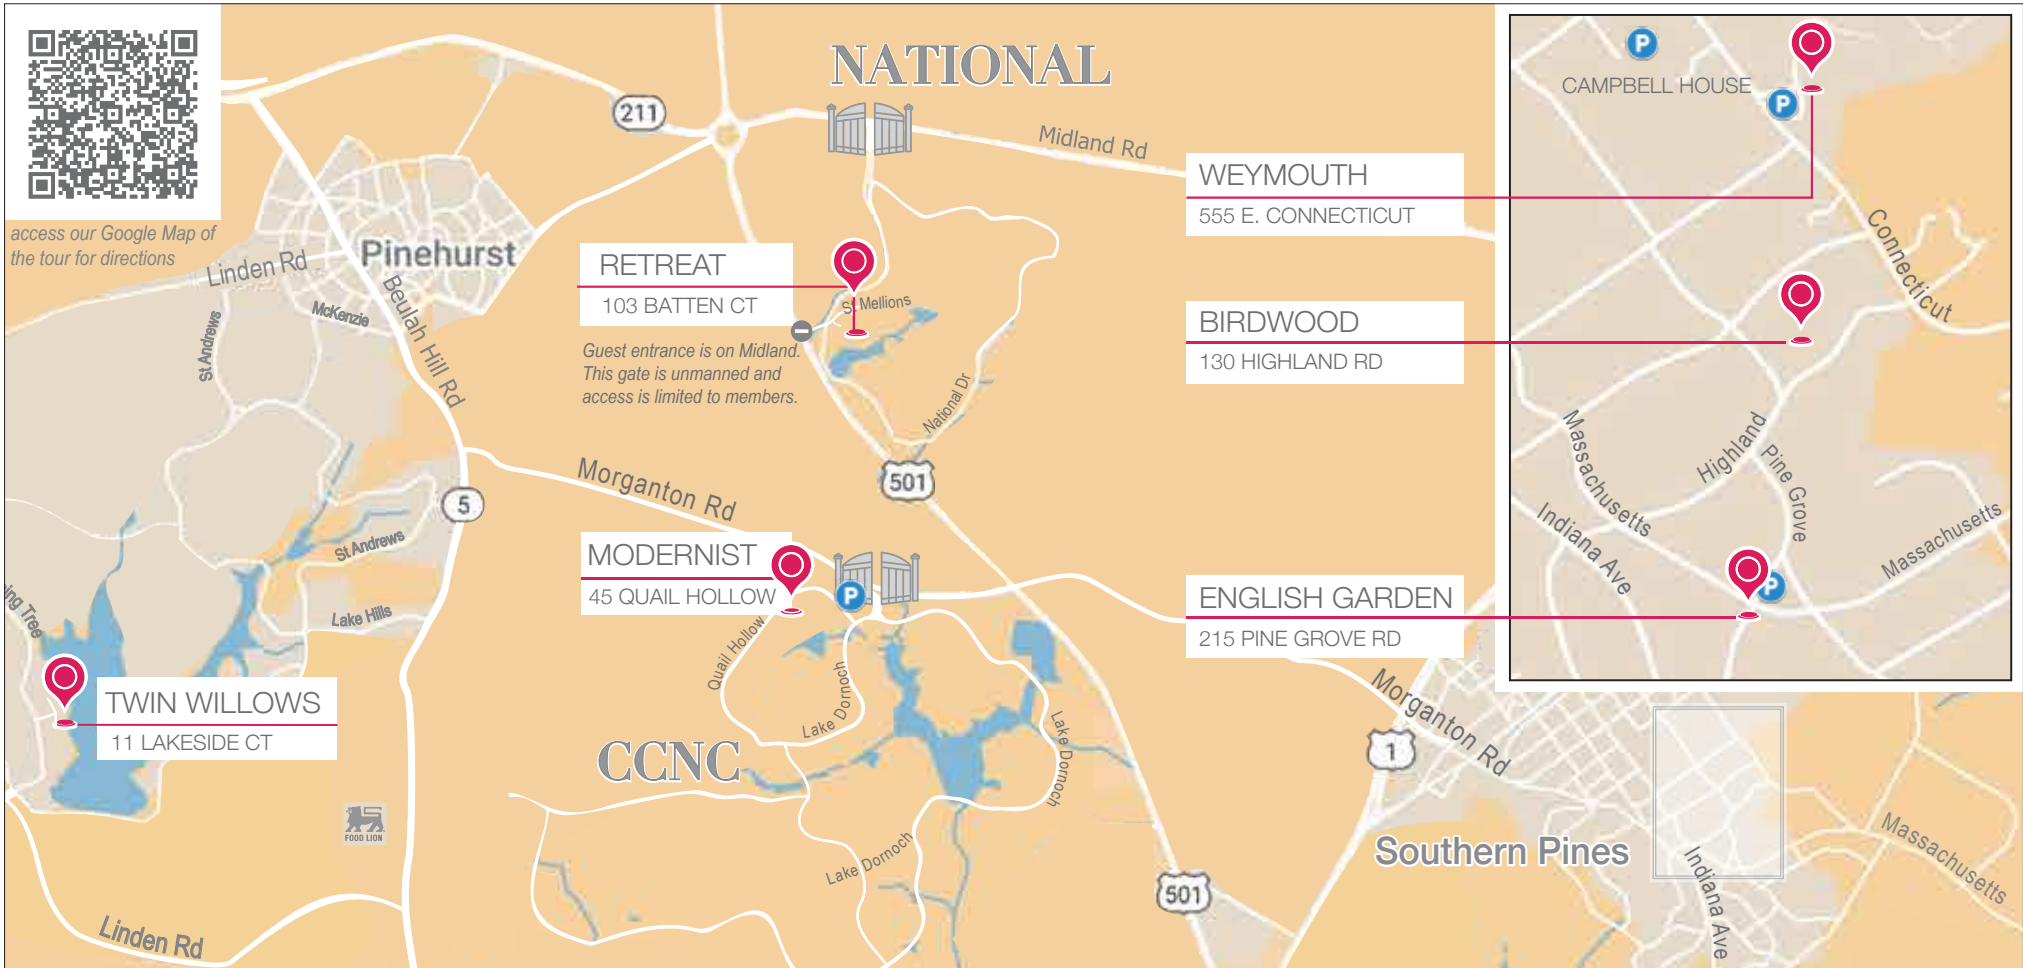 access our Google Map of
the tour for directions
NATIONAL
211
Midland Rd
Pinehurst
Linden Rd
McKenzie
St Andrews
Beulah Hill Rd
RETREAT
103 BATTEN CT
St Mellions
Guest entrance is on Midland.
This gate is unmanned and
access is limited to members.
National Dr
501
Morganton Rd
5
St Andrews
Lake Hills
MODERNIST
45 QUAIL HOLLOW
P
Quail Hollow
Lake Dornoch
Lake Dornoch
CCNC
Lake Dornoch
TWIN WILLOWS
11 LAKESIDE CT
FOOD LION
Linden Rd
501
WEYMOUTH
555 E. CONNECTICUT
BIRDWOOD
130 HIGHLAND RD
ENGLISH GARDEN
215 PINE GROVE RD
P
CAMPBELL HOUSE
P
Connecticut
Highland
Pine Grove
Massachusetts
Indiana Ave
Massachusetts
P
Morganton Rd
1
Southern Pines
Indiana Ave
Massachusetts
Tree